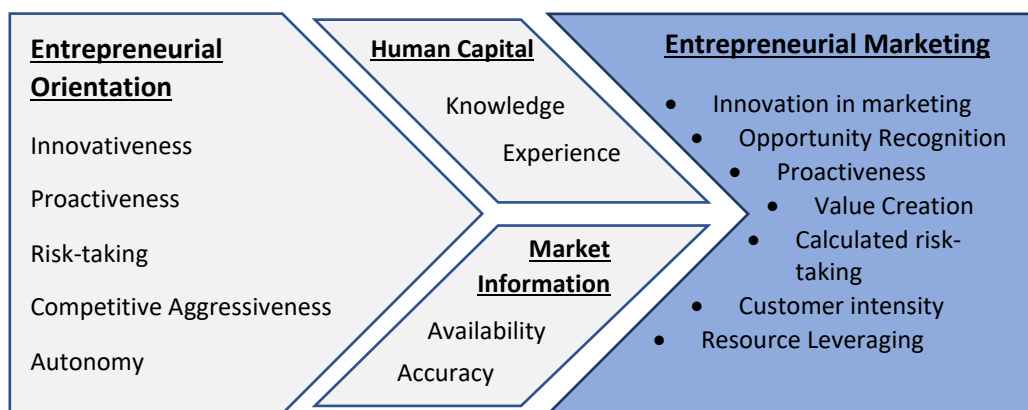 Entrepreneurial
Orientation
Innovativeness
Proactiveness
Risk-taking
Competitive Aggressiveness
Autonomy
Human Capital
Knowledge
Experience
Market
Information
Availability
Accuracy
Entrepreneurial Marketing
• Innovation in marketing
• Opportunity Recognition
• Proactiveness
• Value Creation
• Calculated risk-
taking
• Customer intensity
• Resource Leveraging